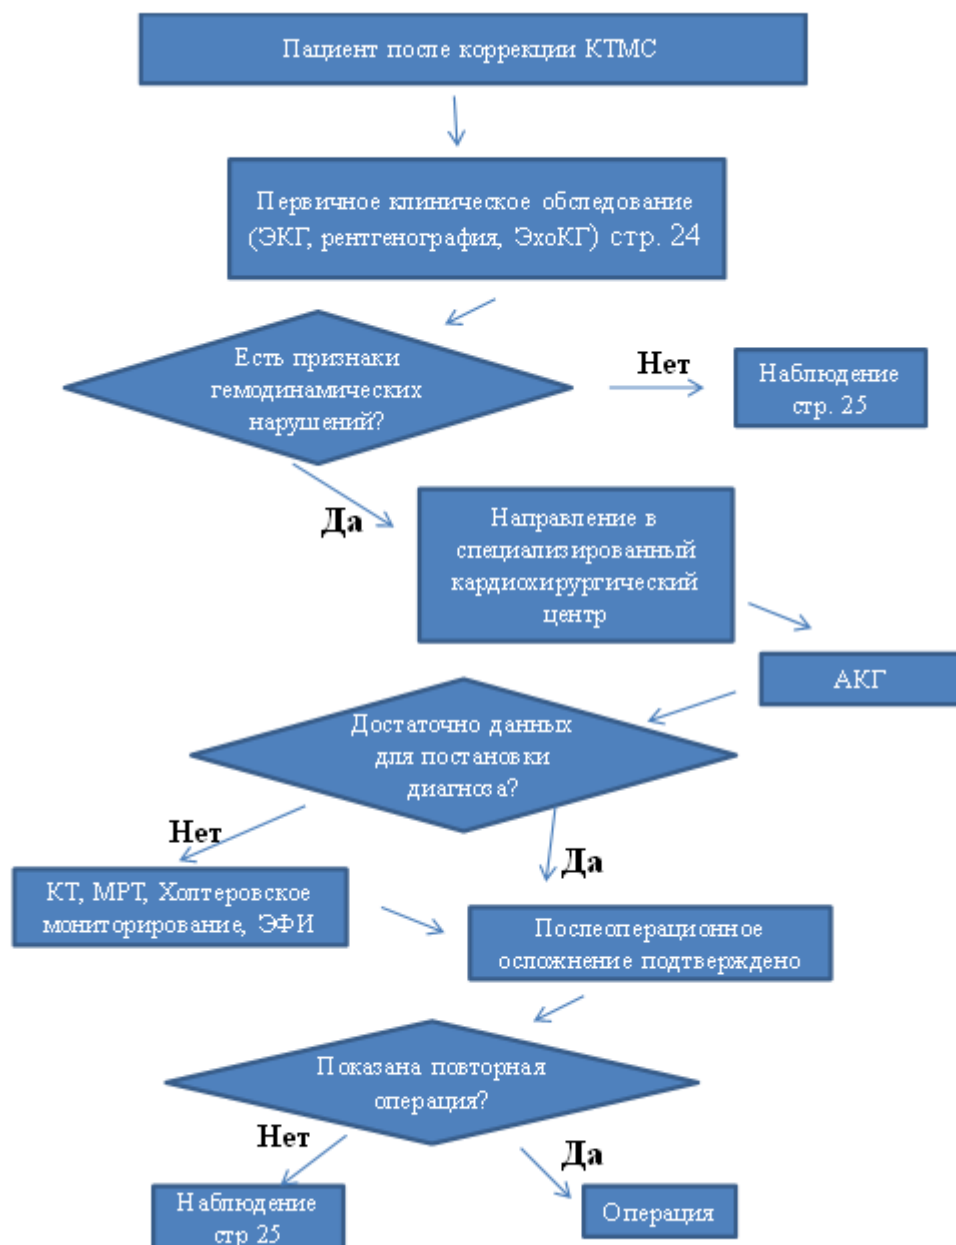 Пациент после коррекции КТМС
Первичное клиническое обследование
(ЭКГ, рентгенография, ЭхоКГ) стр. 24
Есть признаки
гемодинамических
нарушений?
Нет
Наблюдение
стр. 25
Да
Направление в
специализированный
кардиохирургический
центр
АКГ
Достаточно данных
для постановки
диагноза?
Нет
Да
КТ, МРТ, Холтеровское
мониторирование, ЭФИ
Послеоперационное
осложнение подтверждено
Показана повторная
операция?
Нет
Да
Наблюдение
стр 25
Операция